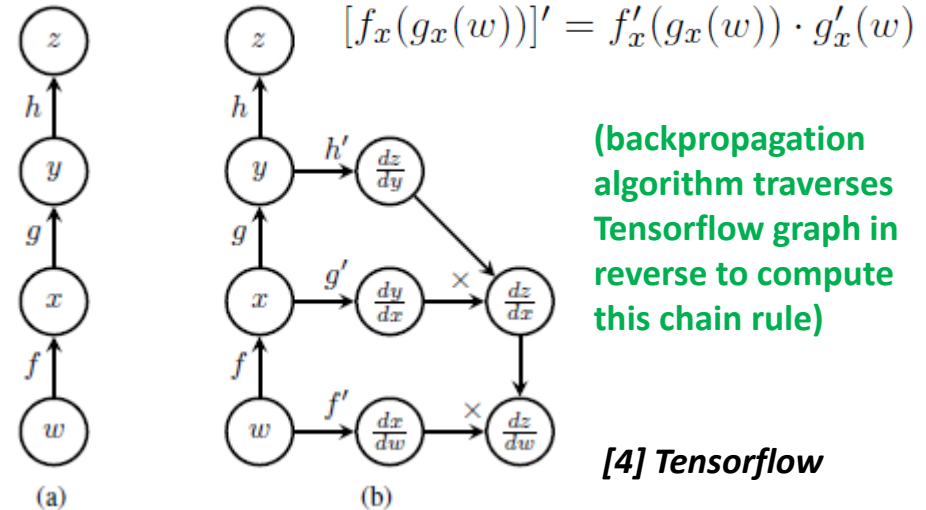 [f_x(g_x(w))]' = f'_x(g_x(w)) · g'_x(w)
z
h
y
g
x
f
w
(a)
z
h
y
h'
dz/dy
g
x
g'
dy/dx
×
dz/dx
f
w
f'
dx/dw
×
dz/dw
(b)
(backpropagation
algorithm traverses
Tensorflow graph in
reverse to compute
this chain rule)
[4] Tensorflow